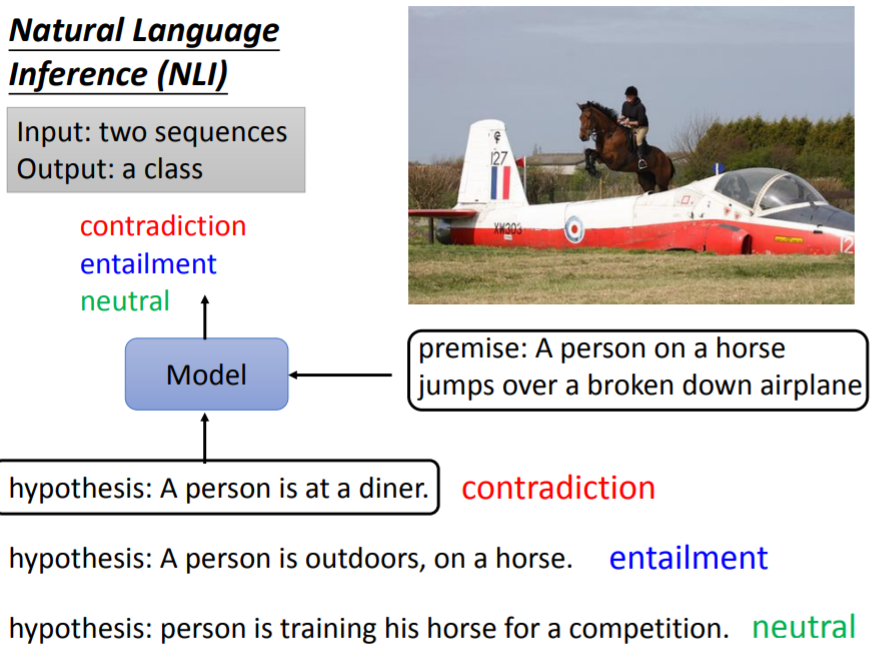 Natural Language
Inference (NLI)
Input: two sequences
Output: a class
contradiction
entailment
neutral
127
XW303
12
Model
premise: A person on a horse
jumps over a broken down airplane
hypothesis: A person is at a diner. contradiction
hypothesis: A person is outdoors, on a horse. entailment
hypothesis: person is training his horse for a competition. neutral